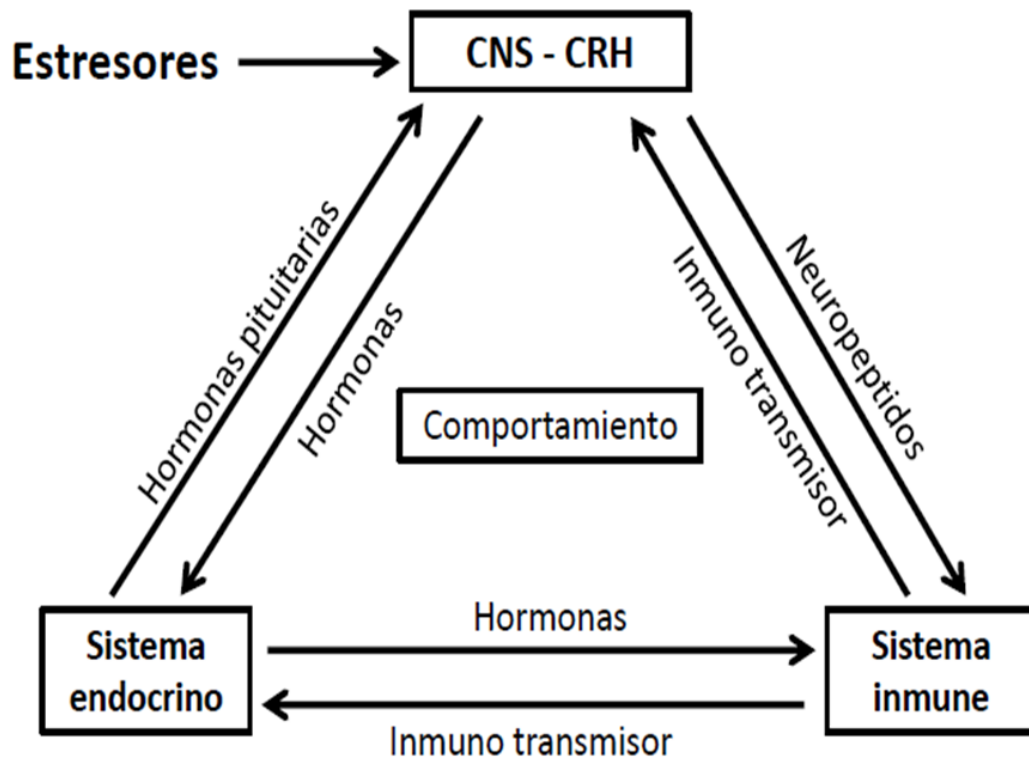 Estresores
CNS - CRH
Hormonas pituitarias
Hormonas
Inmuno transmisor
Neuropeptidos
Comportamiento
Sistema
endocrino
Hormonas
Inmuno transmisor
Sistema
inmune